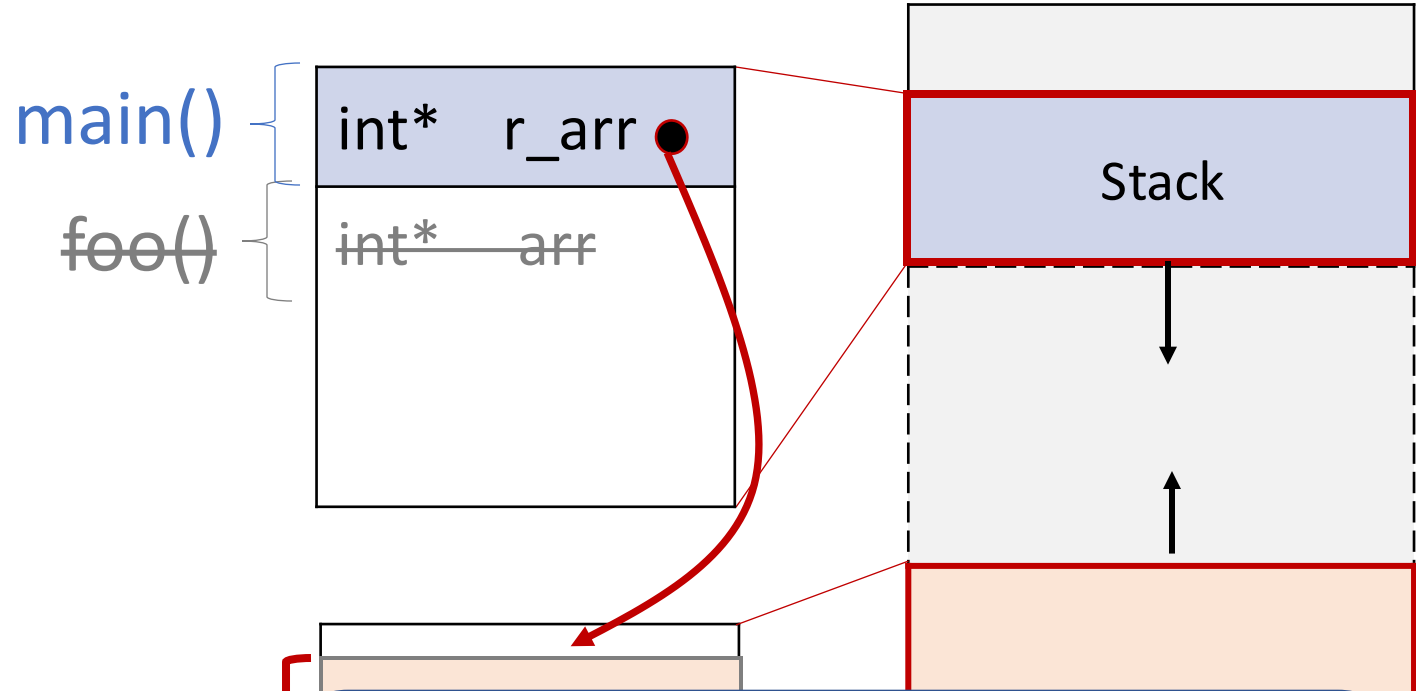 main()
int* r_arr
Stack
foo()
int* arr